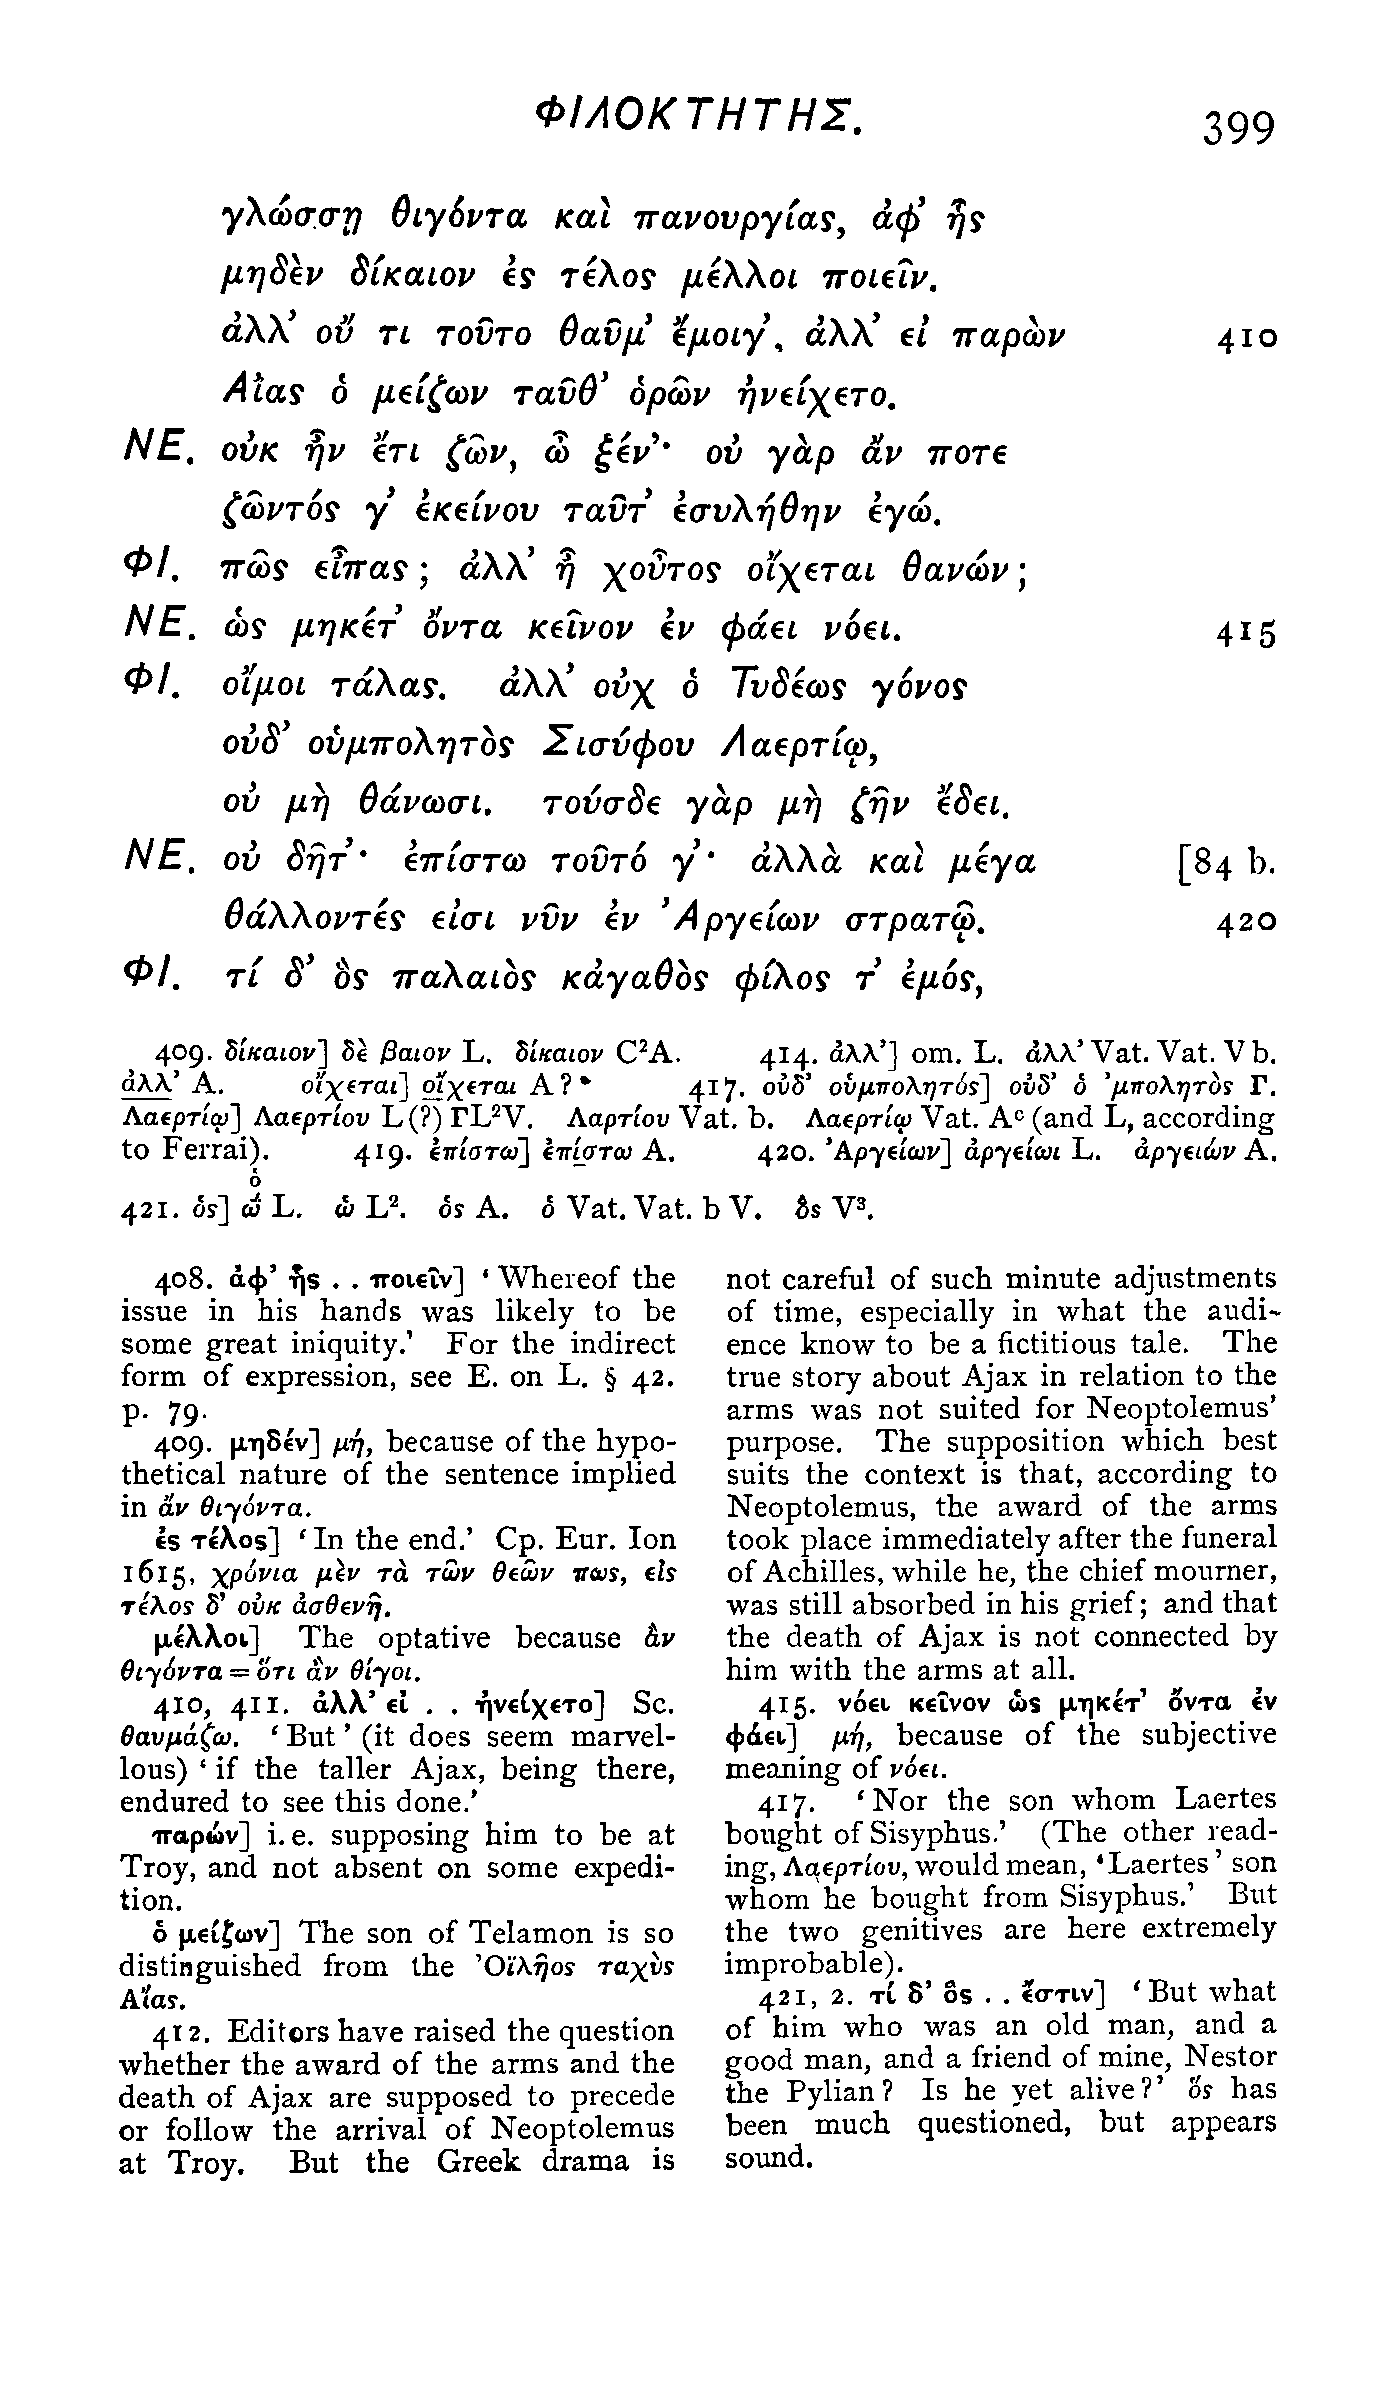 ΦΙΛΟΚΤΗΤΗΣ.
399
γλώσσῃ θιγόντα καὶ πανουργίας, ἀφ’ ἧς
μηδὲν δίκαιον ἐς τέλος μέλλοι ποιεῖν.
ἀλλ’ οὔ τι τοῦτο θαῦμ’ ἔμοιγ’, ἀλλ’ εἰ παρὼν 410
Αἴας ὁ μείζων ταῦθ’ ὁρῶν ἠνείχετο.
ΝΕ. οὐκ ἦν ἔτι ζῶν, ὦ ξέν’· οὐ γὰρ ἄν ποτε
ζῶντός γ’ ἐκείνου ταῦτ’ ἐσυλήθην ἐγώ.
ΦΙ. πῶς εἶπας; ἀλλ’ ἦ χοὖτος οἴχεται θανών;
ΝΕ. ὡς μηκέτ’ ὄντα κεῖνον ἐν φάει νόει. 415
ΦΙ. οἴμοι τάλας. ἀλλ’ οὐχ ὁ Τυδέως γόνος
οὐδ’ οὑμπολητὸς Σισύφου Λαερτίῳ,
οὐ μὴ θάνωσι. τούσδε γὰρ μὴ ζῆν ἔδει.
ΝΕ. οὐ δῆτ’· ἐπίστω τοῦτό γ’· ἀλλὰ καὶ μέγα [84 b.
θάλλοντές εἰσι νῦν ἐν Ἀργείων στρατῷ. 420
ΦΙ. τί δ’ ὃς παλαιὸς κἀγαθὸς φίλος τ’ ἐμός,
409. δίκαιον] δὲ βαιον L. δίκαιον C²A. 414. ἀλλ’] om. L. ἀλλ’ Vat. Vat. V b.
ἀλλ’ A. οἴχεται] οἴχεται A?* 417. οὐδ’ οὑμπολητός] οὐδ’ ὁ ’μπολητὸς Γ.
Λαερτίῳ] Λαερτίου L (?) ΓL²V. Λαρτίου Vat. b. Λαερτίῳ Vat. Aᶜ (and L, according
to Ferrai). 419. ἐπίστω] ἐπίστω A. 420. Ἀργείων] ἀργείωι L. ἀργειών A.
421. ὁς] ὥ L. ὡ L². ὁς A. ὁ Vat. Vat. b V. ὃς V³.
408. ἀφ’ ἧς . . ποιεῖν] ‘Whereof the
issue in his hands was likely to be
some great iniquity.’ For the indirect
form of expression, see E. on L. § 42.
p. 79.
409. μηδέν] μή, because of the hypo-
thetical nature of the sentence implied
in ἄν θιγόντα.
ἐς τέλος] ‘In the end.’ Cp. Eur. Ion
1615, χρόνια μὲν τὰ τῶν θεῶν πως, εἰς
τέλος δ’ οὐκ ἀσθενῆ.
μέλλοι] The optative because ἂν
θιγόντα = ὅτι ἂν θίγοι.
410, 411. ἀλλ’ εἰ . . ἠνείχετο] Sc.
θαυμάζω. ‘But’ (it does seem marvel-
lous) ‘if the taller Ajax, being there,
endured to see this done.’
παρών] i. e. supposing him to be at
Troy, and not absent on some expedi-
tion.
ὁ μείζων] The son of Telamon is so
distinguished from the Ὀϊλῆος ταχὺς
Αἴας.
412. Editors have raised the question
whether the award of the arms and the
death of Ajax are supposed to precede
or follow the arrival of Neoptolemus
at Troy. But the Greek drama is
not careful of such minute adjustments
of time, especially in what the audi-
ence know to be a fictitious tale. The
true story about Ajax in relation to the
arms was not suited for Neoptolemus’
purpose. The supposition which best
suits the context is that, according to
Neoptolemus, the award of the arms
took place immediately after the funeral
of Achilles, while he, the chief mourner,
was still absorbed in his grief; and that
the death of Ajax is not connected by
him with the arms at all.
415. νόει κεῖνον ὡς μηκέτ’ ὄντα ἐν
φάει] μή, because of the subjective
meaning of νόει.
417. ‘Nor the son whom Laertes
bought of Sisyphus.’ (The other read-
ing, Λαερτίου, would mean, ‘Laertes’ son
whom he bought from Sisyphus.’ But
the two genitives are here extremely
improbable).
421, 2. τί δ’ ὃς . . ἔστιν] ‘But what
of him who was an old man, and a
good man, and a friend of mine, Nestor
the Pylian? Is he yet alive?’ ὅς has
been much questioned, but appears
sound.